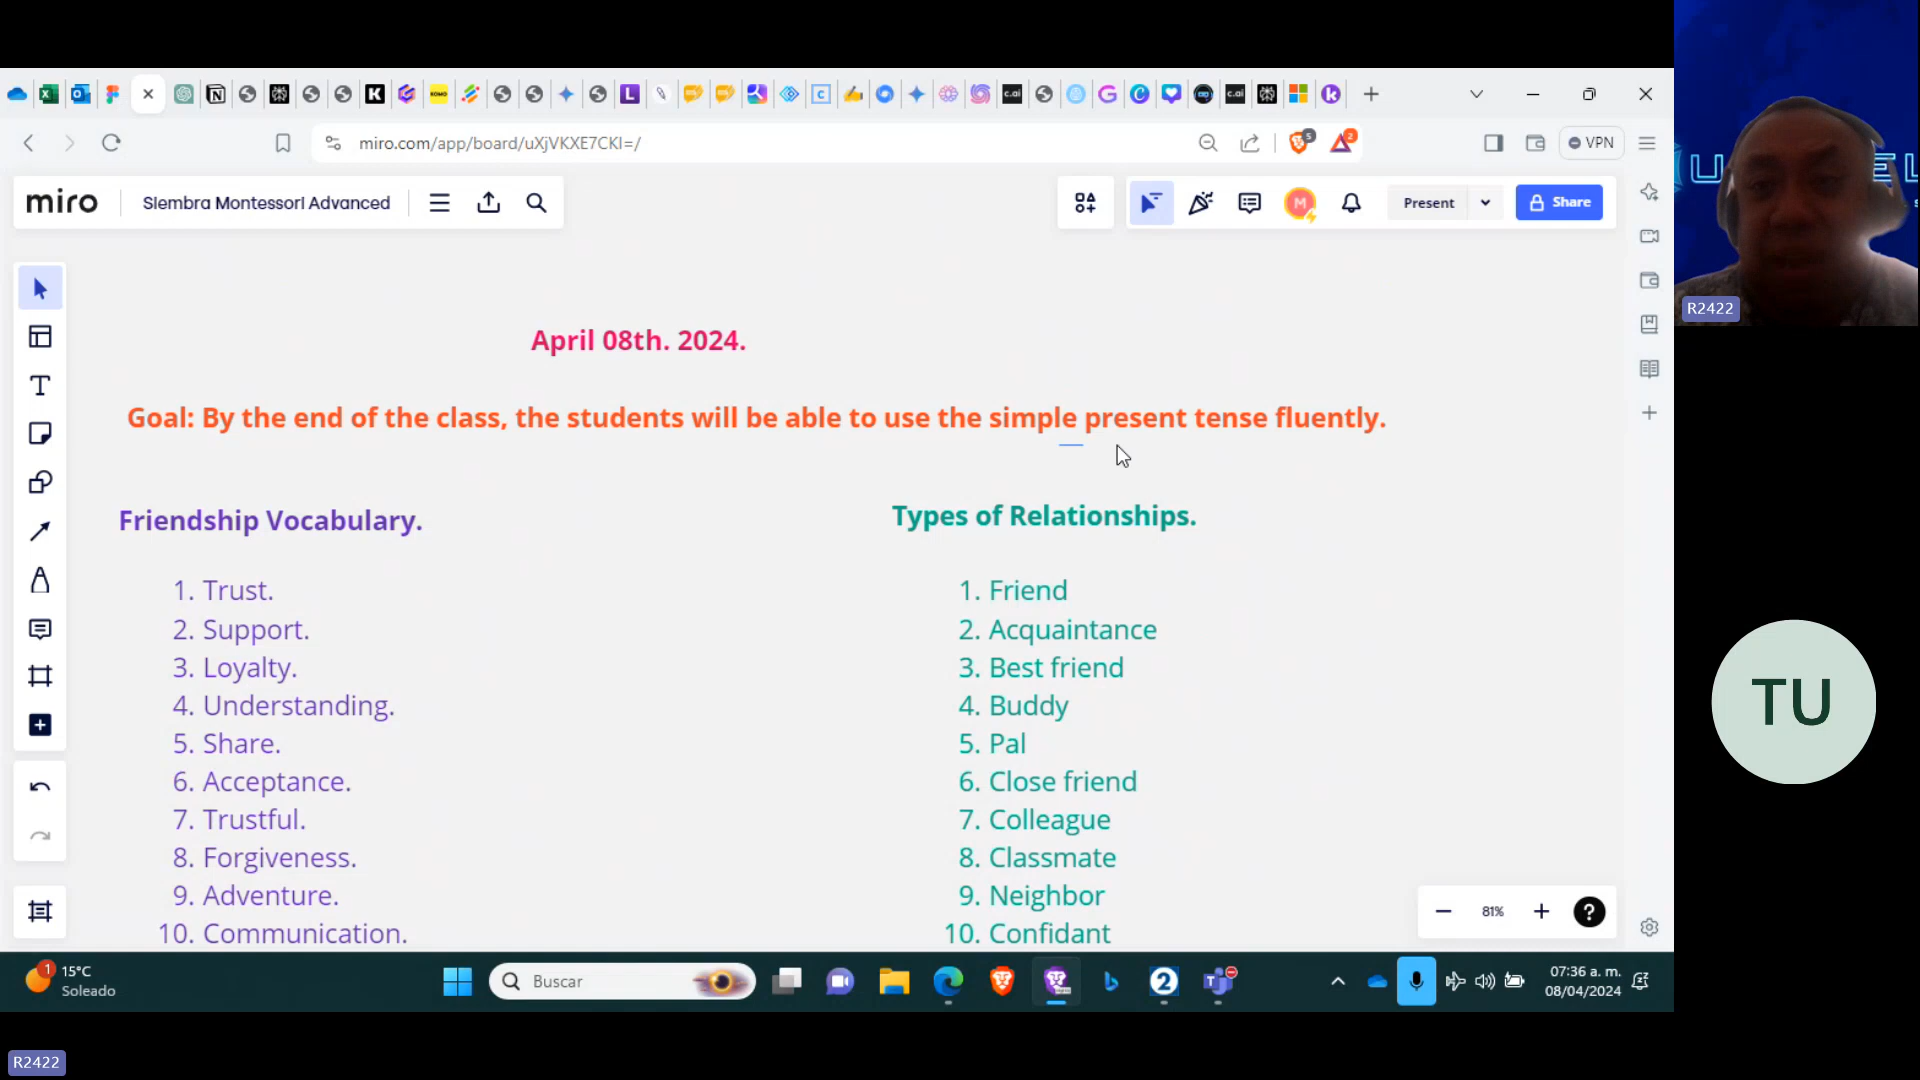 miro.com/app/board/uXjVKXE7CKI=/
VPN
miro
Siembra Montessori Advanced
M
Present
Share
R2422
April 08th. 2024.
Goal: By the end of the class, the students will be able to use the simple present tense fluently.
Friendship Vocabulary.
1. Trust.
2. Support.
3. Loyalty.
4. Understanding.
5. Share.
6. Acceptance.
7. Trustful.
8. Forgiveness.
9. Adventure.
10. Communication.
Types of Relationships.
1. Friend
2. Acquaintance
3. Best friend
4. Buddy
5. Pal
6. Close friend
7. Colleague
8. Classmate
9. Neighbor
10. Confidant
TU
81%
15°C
Soleado
Buscar
07:36 a. m.
08/04/2024
R2422